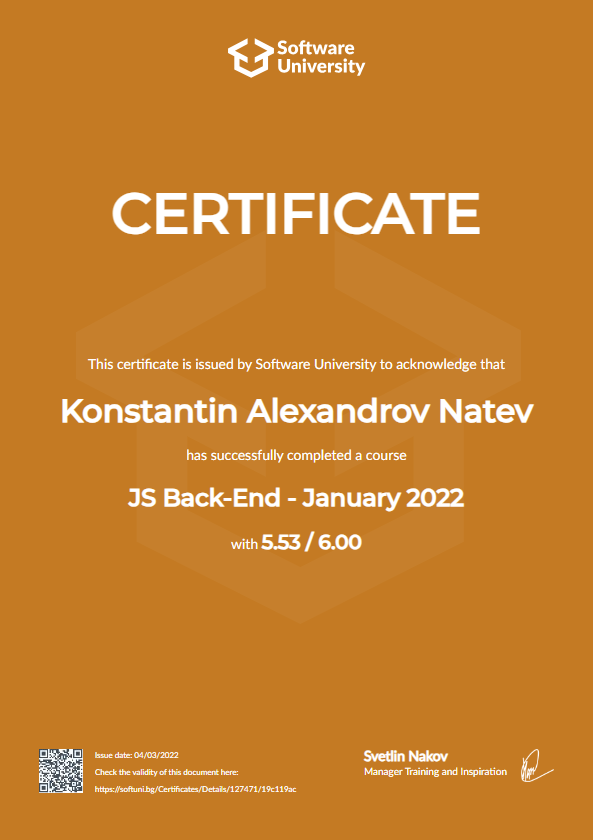 Software
University
CERTIFICATE
This certificate is issued by Software University to acknowledge that
Konstantin Alexandrov Natev
has successfully completed a course
JS Back-End - January 2022
with 5.53 / 6.00
Issue date: 04/03/2022
Check the validity of this document here:
https://softuni.bg/Certificates/Details/127471/19c119ac
Svetlin Nakov
Manager Training and Inspiration